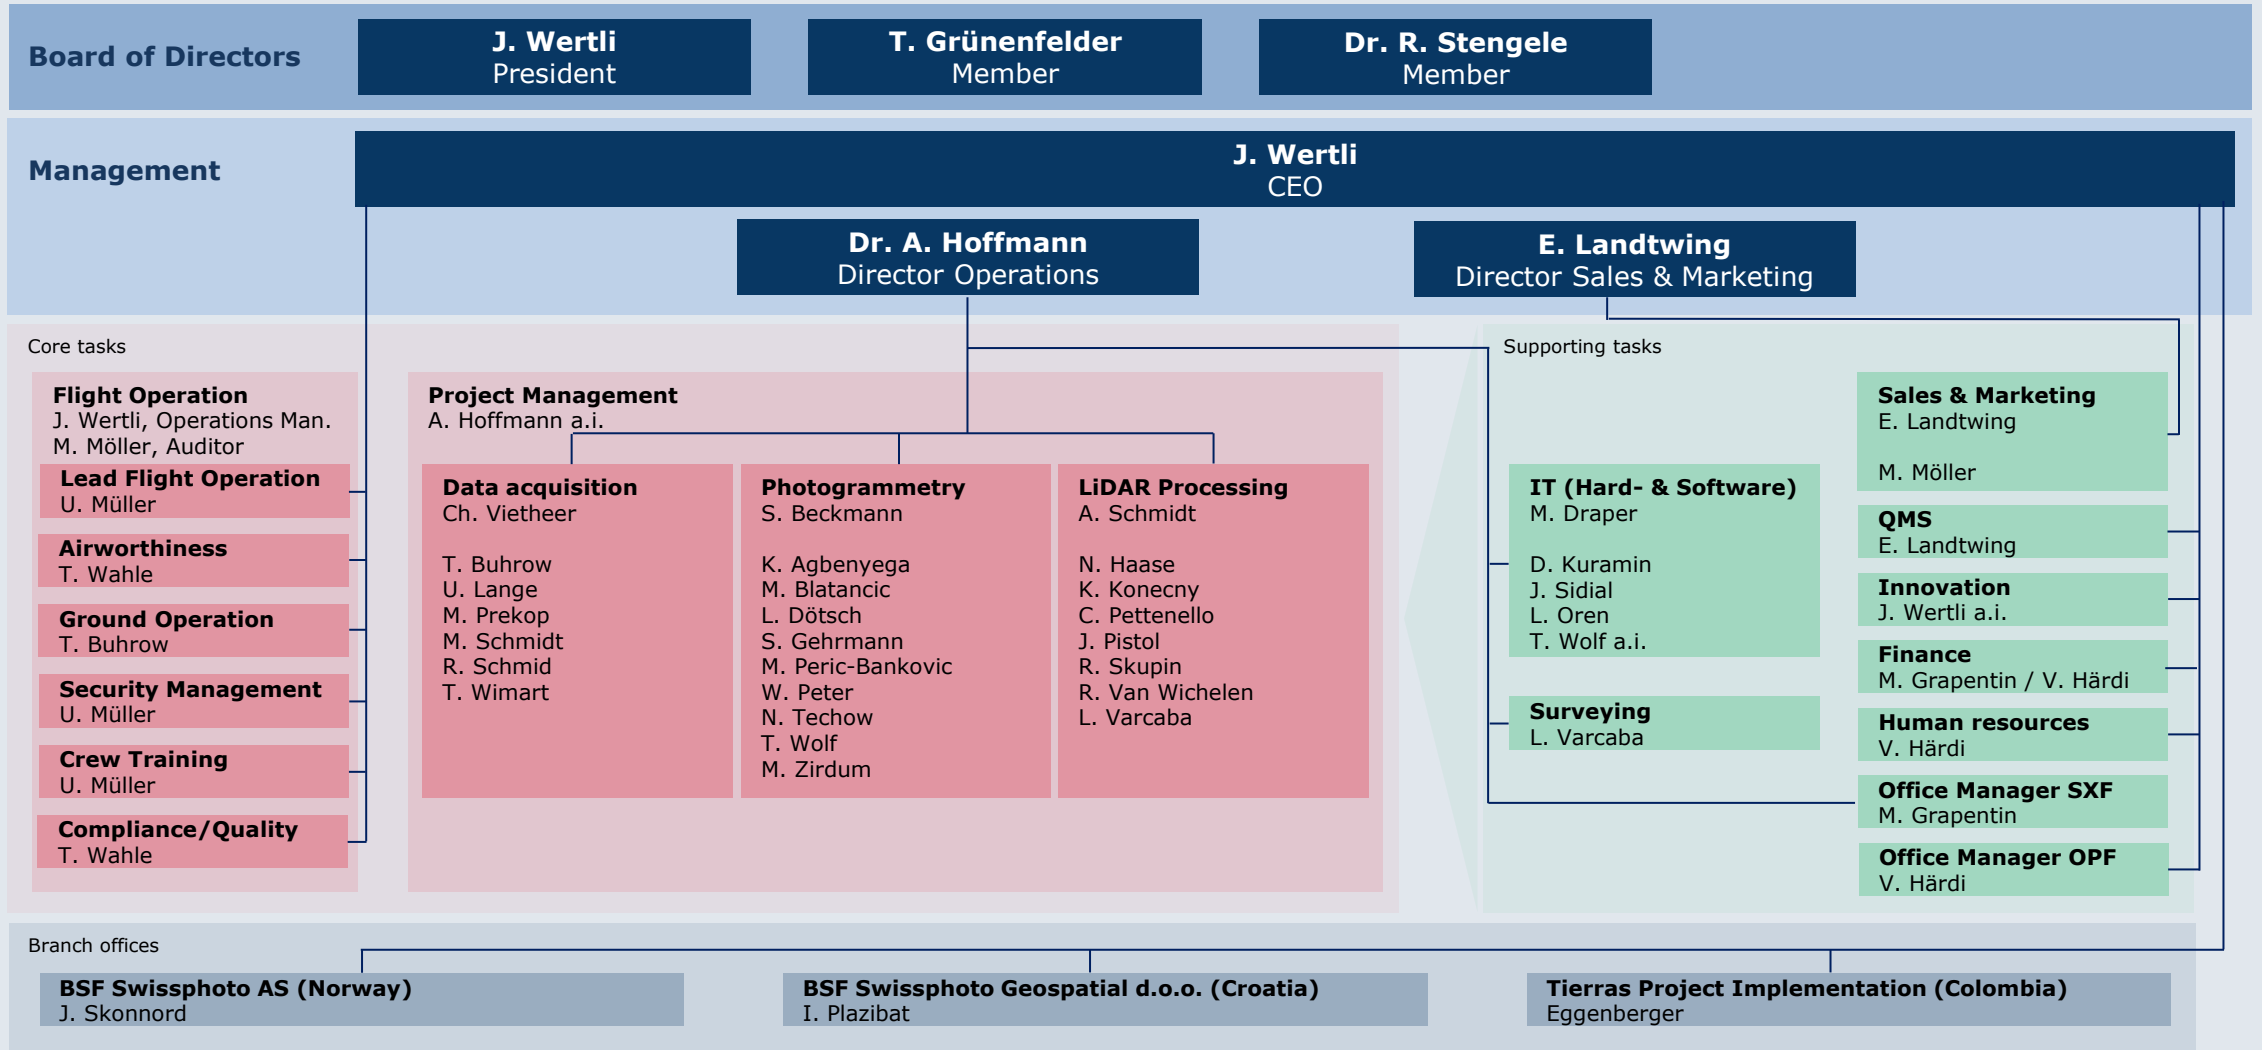 Board of Directors
J. Wertli
President
T. Grünenfelder
Member
Dr. R. Stengele
Member
Management
J. Wertli
CEO
Dr. A. Hoffmann
Director Operations
E. Landtwing
Director Sales & Marketing
Core tasks
Flight Operation
J. Wertli, Operations Man.
M. Möller, Auditor
Lead Flight Operation
U. Müller
Airworthiness
T. Wahle
Ground Operation
T. Buhrow
Security Management
U. Müller
Crew Training
U. Müller
Compliance/Quality
T. Wahle
Project Management
A. Hoffmann a.i.
Data acquisition
Ch. Vietheer
T. Buhrow
U. Lange
M. Prekop
M. Schmidt
R. Schmid
T. Wimart
Photogrammetry
S. Beckmann
K. Agbenyega
M. Blatancic
L. Dötsch
S. Gehrmann
M. Peric-Bankovic
W. Peter
N. Techow
T. Wolf
M. Zirdum
LiDAR Processing
A. Schmidt
N. Haase
K. Konecny
C. Pettenello
J. Pistol
R. Skupin
R. Van Wichelen
L. Varcaba
Supporting tasks
IT (Hard- & Software)
M. Draper
D. Kuramin
J. Sidial
L. Oren
T. Wolf a.i.
Surveying
L. Varcaba
Sales & Marketing
E. Landtwing
M. Möller
QMS
E. Landtwing
Innovation
J. Wertli a.i.
Finance
M. Grapentin / V. Härdi
Human resources
V. Härdi
Office Manager SXF
M. Grapentin
Office Manager OPF
V. Härdi
Branch offices
BSF Swissphoto AS (Norway)
J. Skonnord
BSF Swissphoto Geospatial d.o.o. (Croatia)
I. Plazibat
Tierras Project Implementation (Colombia)
Eggenberger